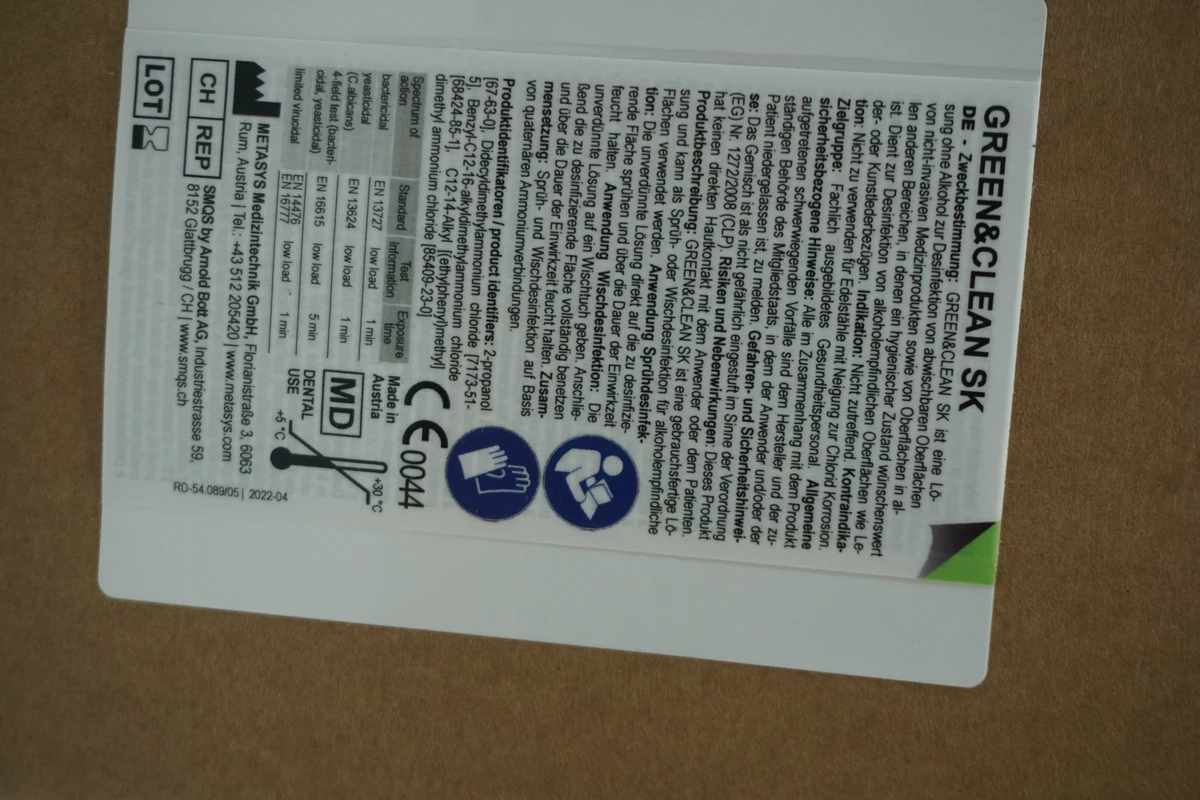 GREEN&CLEAN SK
DE - Zweckbestimmung: GREEN&CLEAN SK ist eine Lö-
sung ohne Alkohol zur Desinfektion von abwischbaren Oberflächen
von nicht-invasiven Medizinprodukten sowie von Oberflächen in al-
len anderen Bereichen, in denen ein hygienischer Zustand wünschenswert
ist. Dient zur Desinfektion von alkoholempfindlichen Oberflächen wie Le-
der- oder Kunstlederbezügen. Indikation: Nicht zutreffend. Kontraindika-
tion: Nicht zu verwenden für Edelstähle mit Neigung zur Chlorid Korrosion.
Zielgruppe: Fachlich ausgebildetes Gesundheitspersonal. Allgemeine
sicherheitsbezogene Hinweise: Alle im Zusammenhang mit dem Produkt
aufgetretenen schwerwiegenden Vorfälle sind dem Hersteller und der zu-
ständigen Behörde des Mitgliedstaats, in dem der Anwender und/oder der
Patient niedergelassen ist, zu melden. Gefahren- und Sicherheitshinwei-
se: Das Gemisch ist als nicht gefährlich eingestuft im Sinne der Verordnung
(EG) Nr. 1272/2008 (CLP). Risiken und Nebenwirkungen: Dieses Produkt
hat keinen direkten Hautkontakt mit dem Anwender oder dem Patienten.
Produktbeschreibung: GREEN&CLEAN SK ist eine gebrauchsfertige Lö-
sung und kann als Sprüh- oder Wischdesinfektion für alkoholempfindliche
Flächen verwendet werden. Anwendung Sprühdesinfek-
tion: Die unverdünnte Lösung direkt auf die zu desinfizie-
rende Fläche sprühen und über die Dauer der Einwirkzeit
feucht halten. Anwendung Wischdesinfektion: Die
unverdünnte Lösung auf ein Wischtuch geben. Anschlie-
ßend die zu desinfizierende Fläche vollständig benetzen
und über die Dauer der Einwirkzeit feucht halten. Zusam-
mensetzung: Sprüh- und Wischdesinfektion auf Basis
von quaternären Ammoniumverbindungen.
Produktidentifikatoren / product identifiers: 2-propanol
[67-63-0], Didecyldimethylammonium chloride [7173-51-
5], Benzyl-C12-16-alkyldimethylammonium chloride
[68424-85-1], C12-14-Alkyl [(ethylphenyl)methyl]
dimethyl ammonium chloride [85409-23-0]
Spectrum of action Standard Test Information Exposure time
bactericidal EN 13727 low load 1 min
yeasticidal (C.albicans) EN 13624 low load 1 min
4-field test (bacteri-cidal, yeasticidal) EN 16615 low load 5 min
limited virucidal EN 14476 EN 16777 low load 1 min
CE 0044
Made in
Austria
MD
DENTAL
USE
+5 °C
+30 °C
METASYS Medizintechnik GmbH, Florianistraße 3, 6063
Rum, Austria | Tel.: +43 512 205420 | www.metasys.com
CH REP
SMQS by Arnold Bott AG, Industriestrasse 59,
8152 Glattbrugg / CH | www.smqs.ch
RD-54.089/05 | 2022-04
LOT